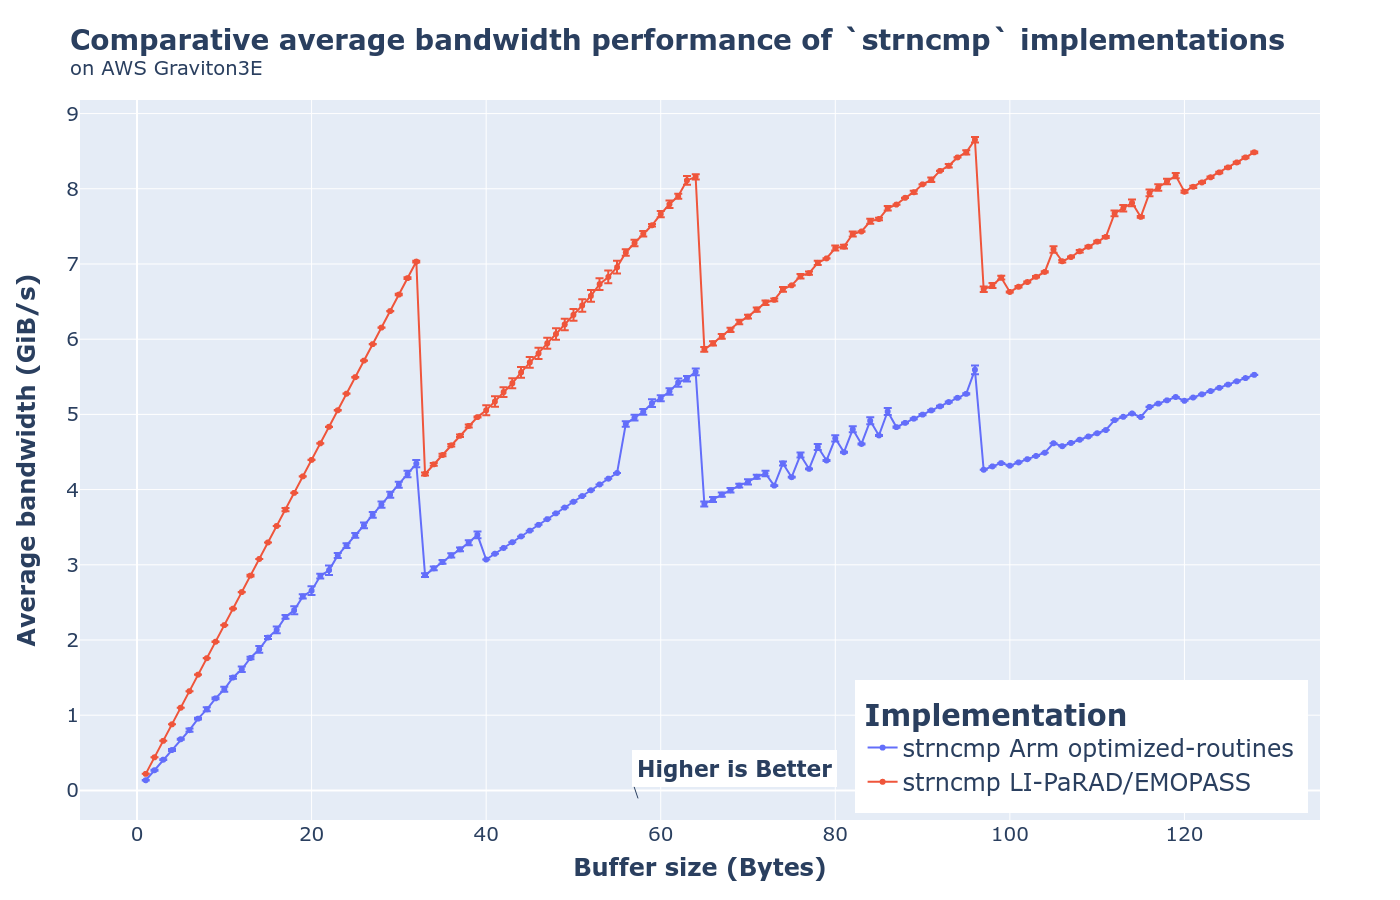 Comparative average bandwidth performance of `strncmp` implementations
on AWS Graviton3E
Average bandwidth (GiB/s)
9
8
7
6
5
4
3
2
1
0
0 20 40 60 80 100 120
Buffer size (Bytes)
Higher is Better
Implementation
strncmp Arm optimized-routines
strncmp LI-PaRAD/EMOPASS